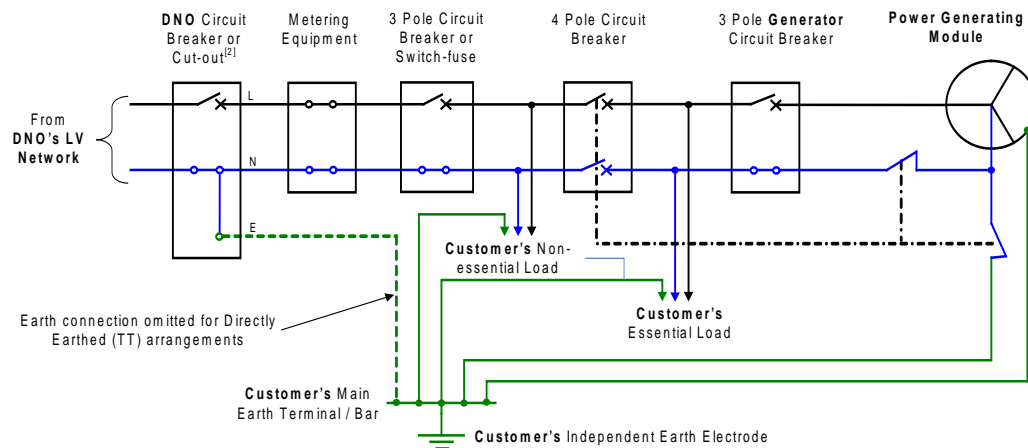 DNO Circuit
Breaker or
Cut-out[2]
Metering
Equipment
3 Pole Circuit
Breaker or
Switch-fuse
4 Pole Circuit
Breaker
3 Pole Generator
Circuit Breaker
Power Generating
Module
L
From
DNO's LV
Network
N
E
Customer's Non-
essential Load
Customer's
Essential Load
Earth connection omitted for Directly
Earthed (TT) arrangements
Customer's Main
Earth Terminal / Bar
Customer's Independent Earth Electrode